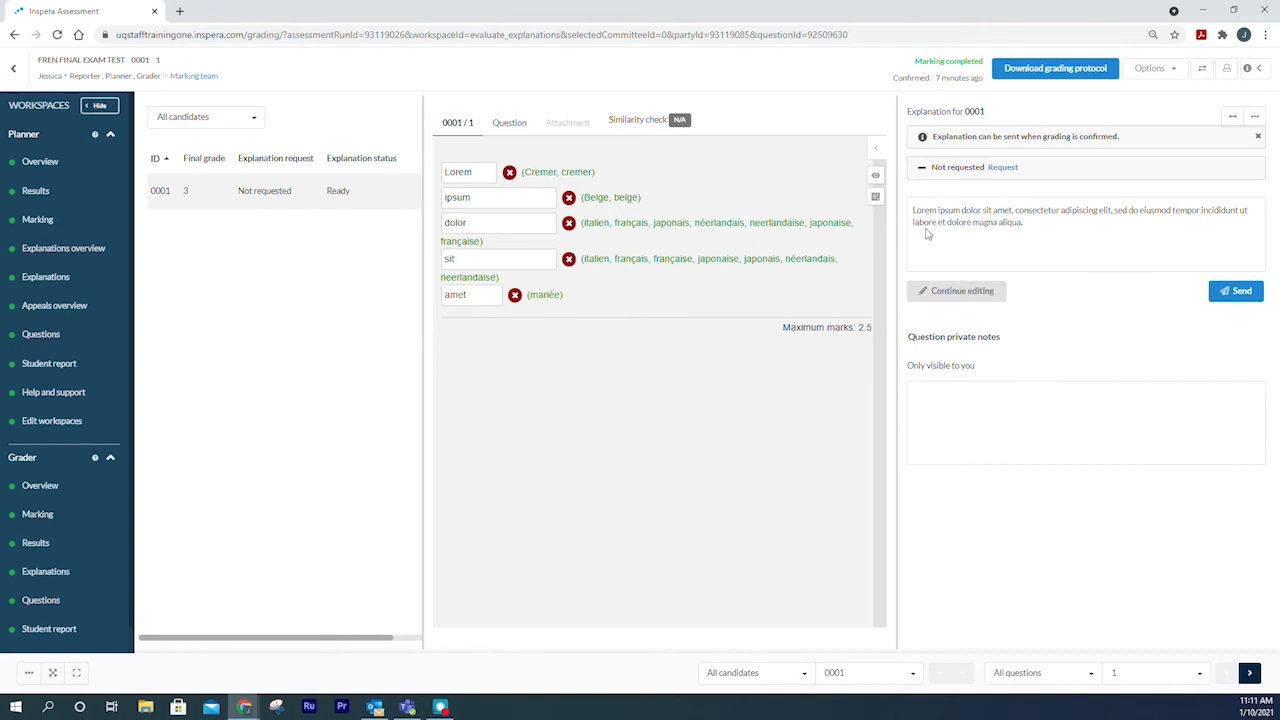 Inspera Assessment
uqstafftrainingone.inspera.com/grading/?assessmentRunId=93119026&workspaceId=evaluate_explanations&selectedCommitteeId=0&partyId=93119085&questionId=92509630
J
FREN FINAL EXAM TEST / 0001 - 1
Jessica • Reporter , Planner , Grader in Marking team
Marking completed
Confirmed / 7 minutes ago
Download grading protocol
Options
WORKSPACES
Hide
Planner
Overview
Results
Marking
Explanations overview
Explanations
Appeals overview
Questions
Student report
Help and support
Edit workspaces
Grader
Overview
Marking
Results
Explanations
Questions
Student report
All candidates
ID Final grade Explanation request Explanation status
0001 3 Not requested Ready
0001 / 1 Question Attachment Similarity check N/A
Lorem (Cremer, cremer)
ipsum (Belge, belge)
dolor (italien, français, japonais, néerlandais, neerlandaise, japonaise,
française)
sit (italien, français, française, japonaise, japonais, néerlandais,
neerlandaise)
amet (mariée)
Maximum marks: 2.5
Explanation for 0001
Explanation can be sent when grading is confirmed.
Not requested Request
Lorem ipsum dolor sit amet, consectetur adipiscing elit, sed do eiusmod tempor incididunt ut
labore et dolore magna aliqua.
Continue editing
Send
Question private notes
Only visible to you
All candidates 0001 All questions 1
Ru
Pr
11:11 AM
1/10/2021